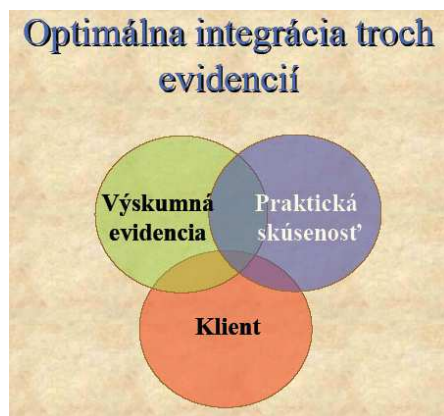 Optimálna integrácia troch
evidencií
Výskumná
evidencia
Praktická
skúsenosť
Klient